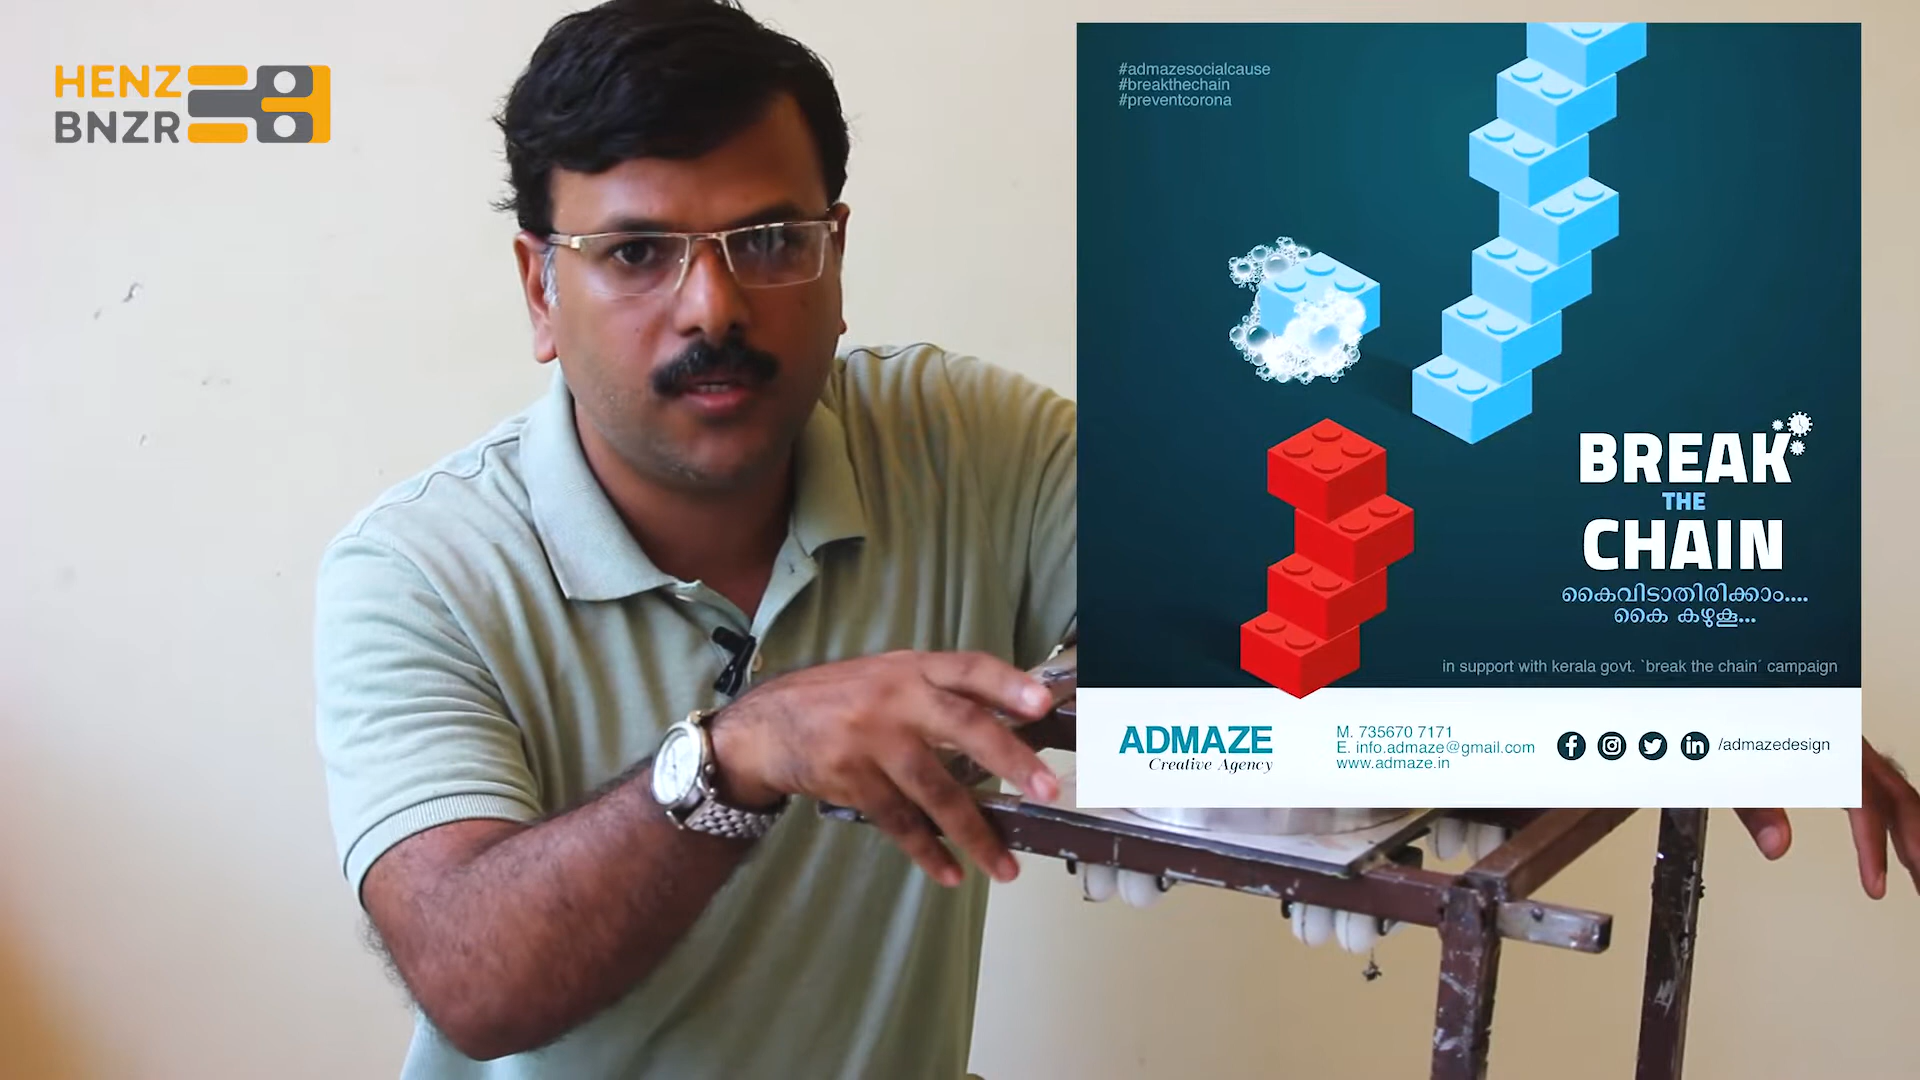 HENZ
BNZR
#admazesocialcause
#breakthechain
#preventcorona
BREAK
THE
CHAIN
കൈവിടാതിരിക്കാം....
കൈ കഴുകൂ...
in support with kerala govt. `break the chain´ campaign
ADMAZE
Creative Agency
M. 735670 7171
E. info.admaze@gmail.com
www.admaze.in
/admazedesign